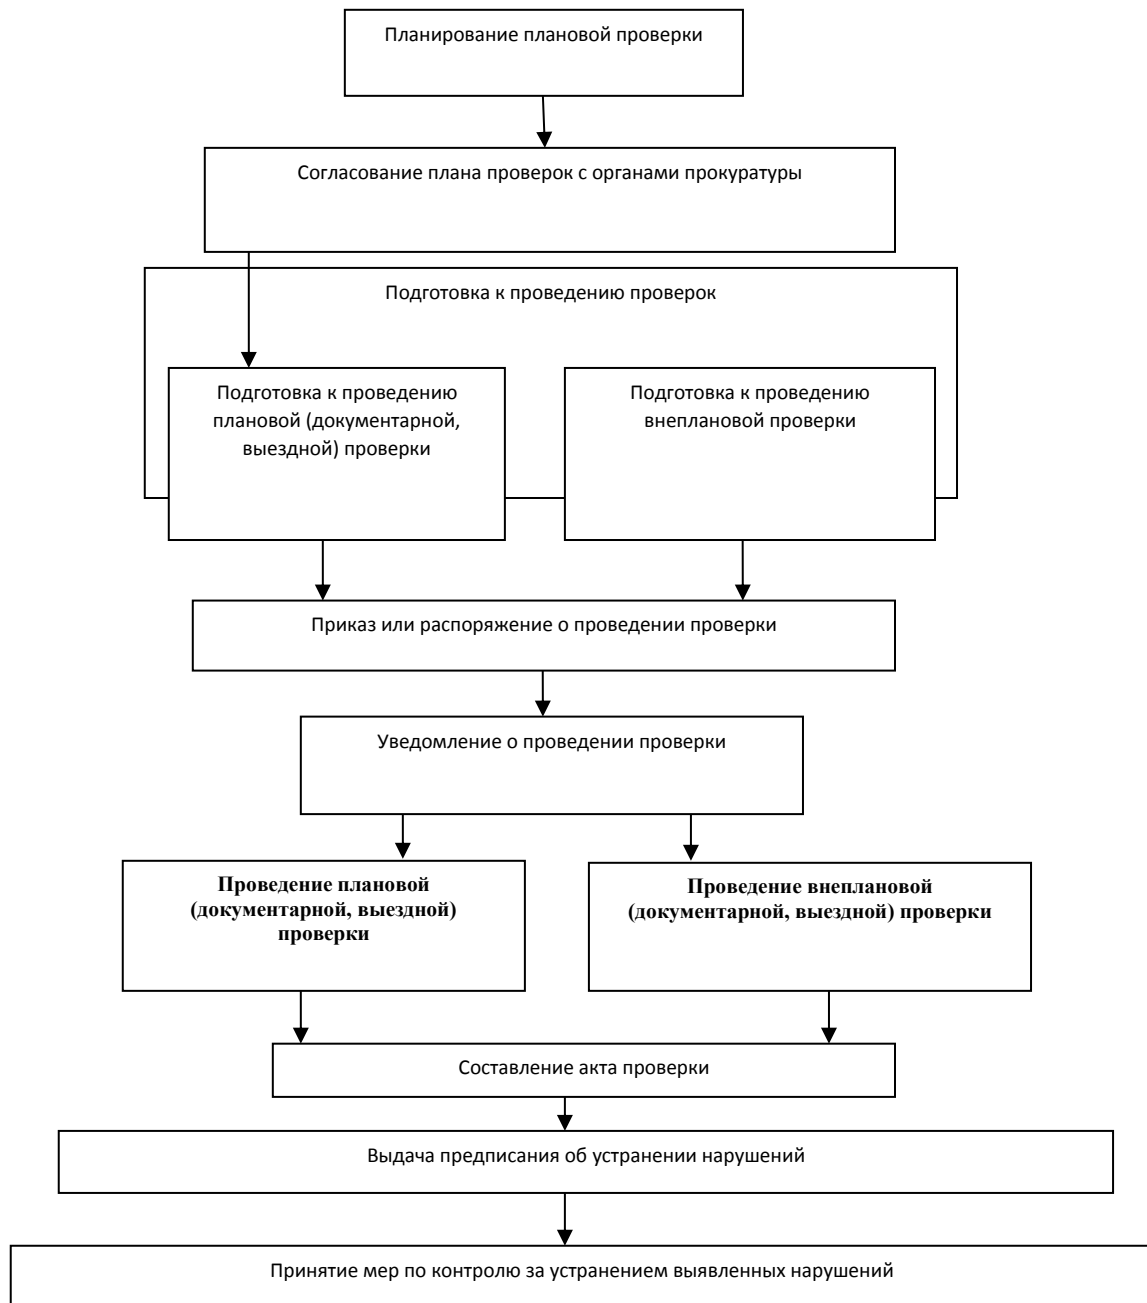 Планирование плановой проверки
Согласование плана проверок с органами прокуратуры
Подготовка к проведению проверок
Подготовка к проведению
плановой (документарной,
выездной) проверки
Подготовка к проведению
внеплановой проверки
Приказ или распоряжение о проведении проверки
Уведомление о проведении проверки
Проведение плановой
(документарной, выездной)
проверки
Проведение внеплановой
(документарной, выездной) проверки
Составление акта проверки
Выдача предписания об устранении нарушений
Принятие мер по контролю за устранением выявленных нарушений